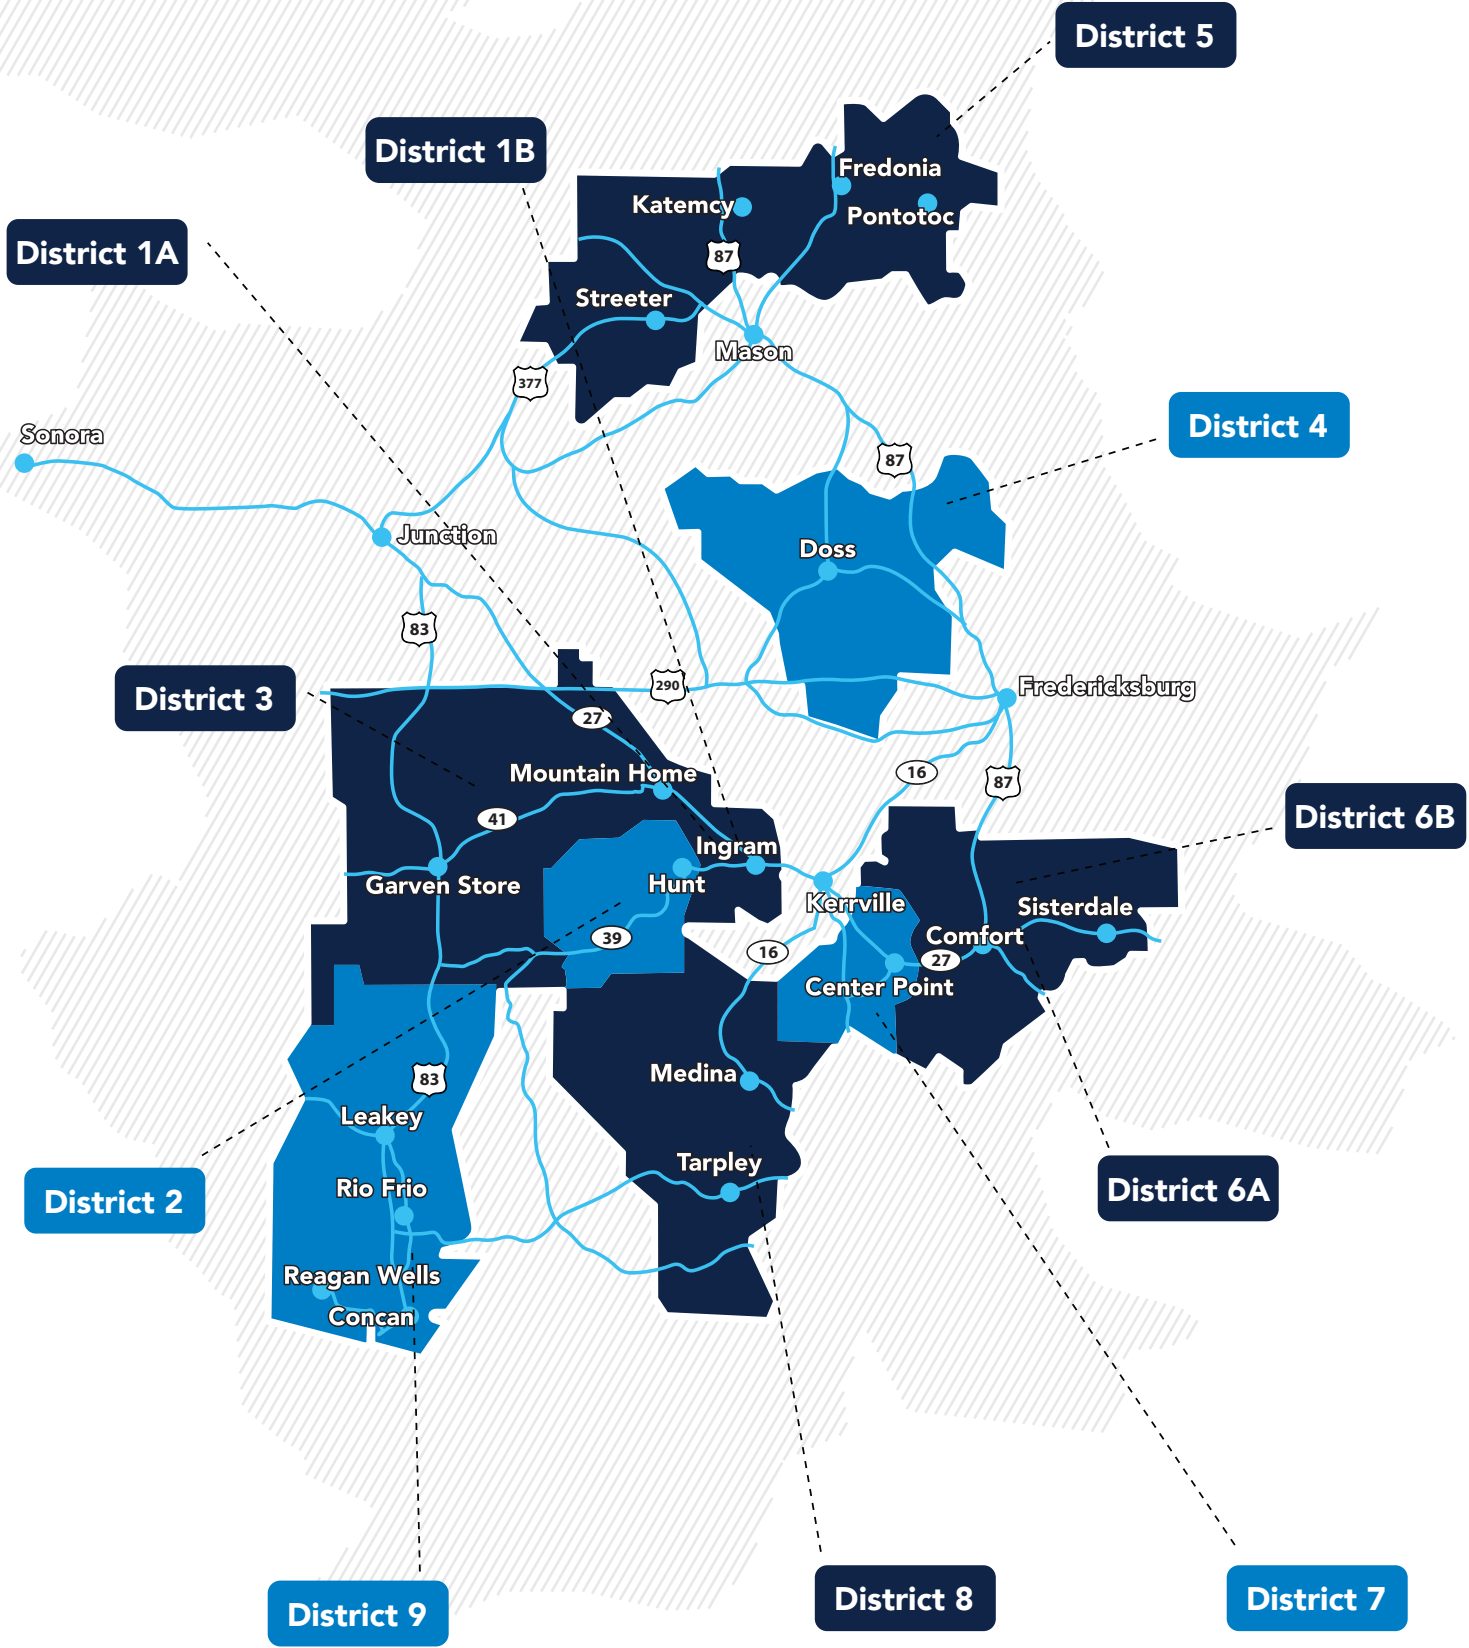 District 5
District 1B
Fredonia
Katemcy
Pontotoc
District 1A
87
Streeter
Mason
377
District 4
Sonora
87
Junction
Doss
83
290
Fredericksburg
District 3
27
Mountain Home
16
87
41
District 6B
Ingram
Garven Store
Hunt
Kerrville
Sisterdale
39
Comfort
16
27
Center Point
Medina
83
Leakey
Tarpley
Rio Frio
District 6A
District 2
Reagan Wells
Concan
District 8
District 7
District 9